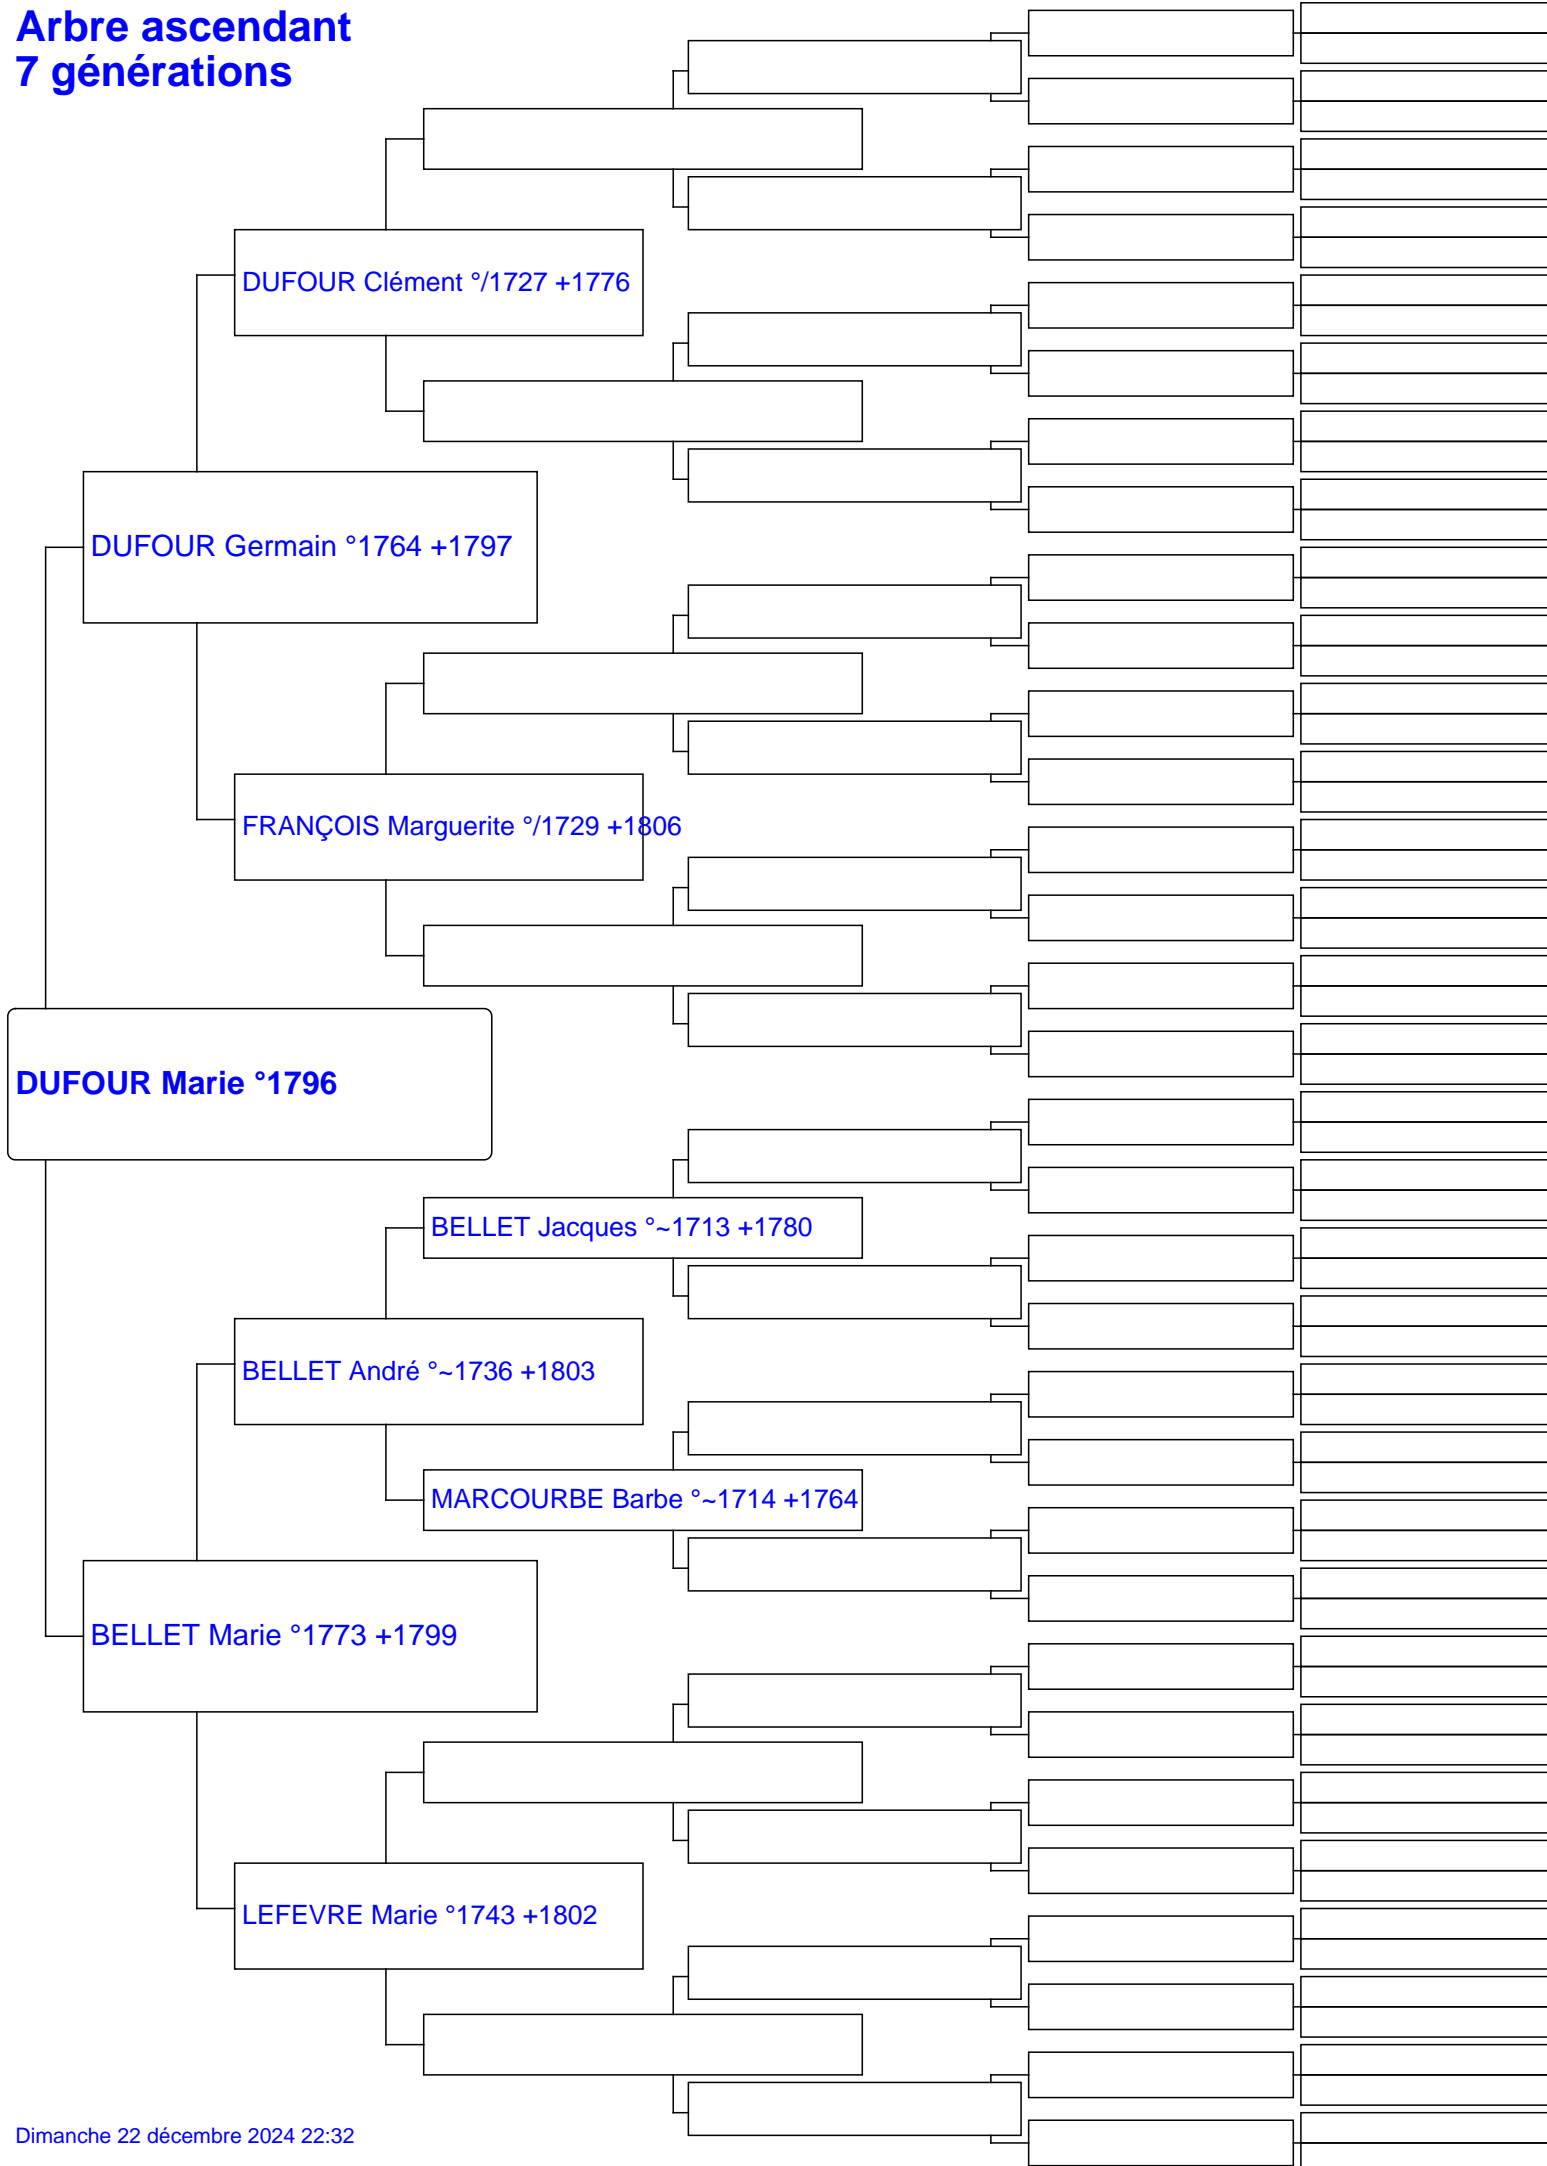 Arbre ascendant
7 générations
DUFOUR Clément °/1727 +1776
DUFOUR Germain °1764 +1797
FRANÇOIS Marguerite °/1729 +1806
DUFOUR Marie °1796
BELLET Jacques °~1713 +1780
BELLET André °~1736 +1803
MARCOURBE Barbe °~1714 +1764
BELLET Marie °1773 +1799
LEFEVRE Marie °1743 +1802
Dimanche 22 décembre 2024 22:32